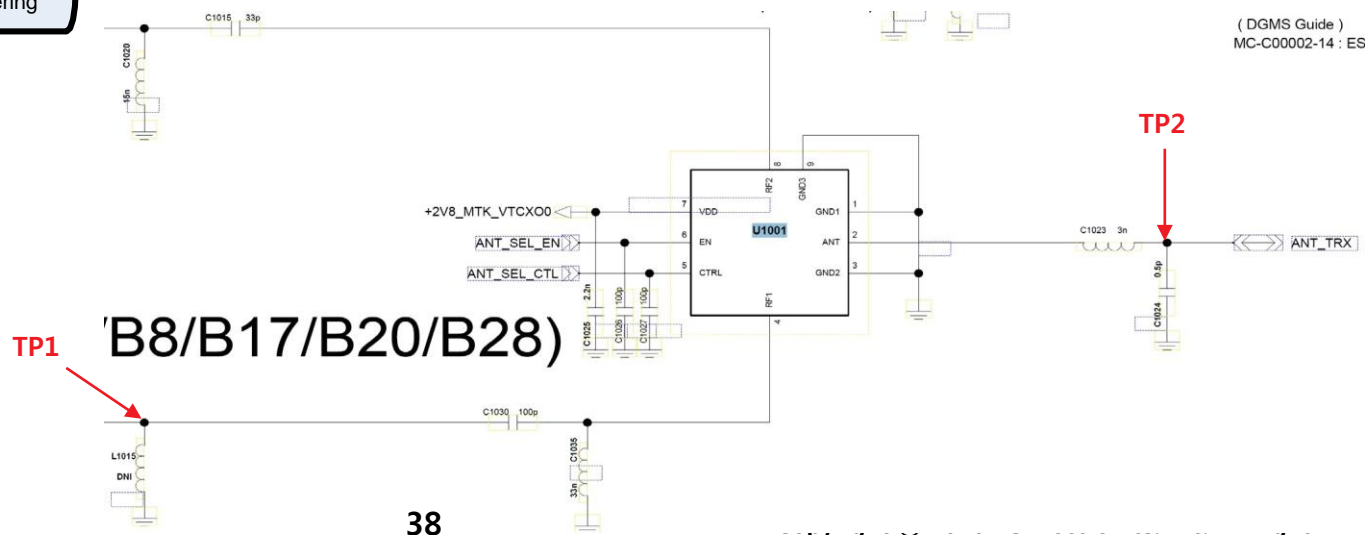 ering
C1015 33p
( DGMS Guide )
MC-C00002-14 : ES
C1020
15n
TP2
8
9
RF2
GND3
+2V8_MTK_VTCXO0
7
VDD
GND1
1
U1001
ANT_SEL_EN
6
EN
ANT
2
C1023 3n
ANT_TRX
ANT_SEL_CTL
5
CTRL
GND2
3
RF1
4
2.2n
100p
100p
C1025
C1026
C1027
0.5p
C1024
/B8/B17/B20/B28)
TP1
C1030 100p
L1015
DNI
C1035
33n
38